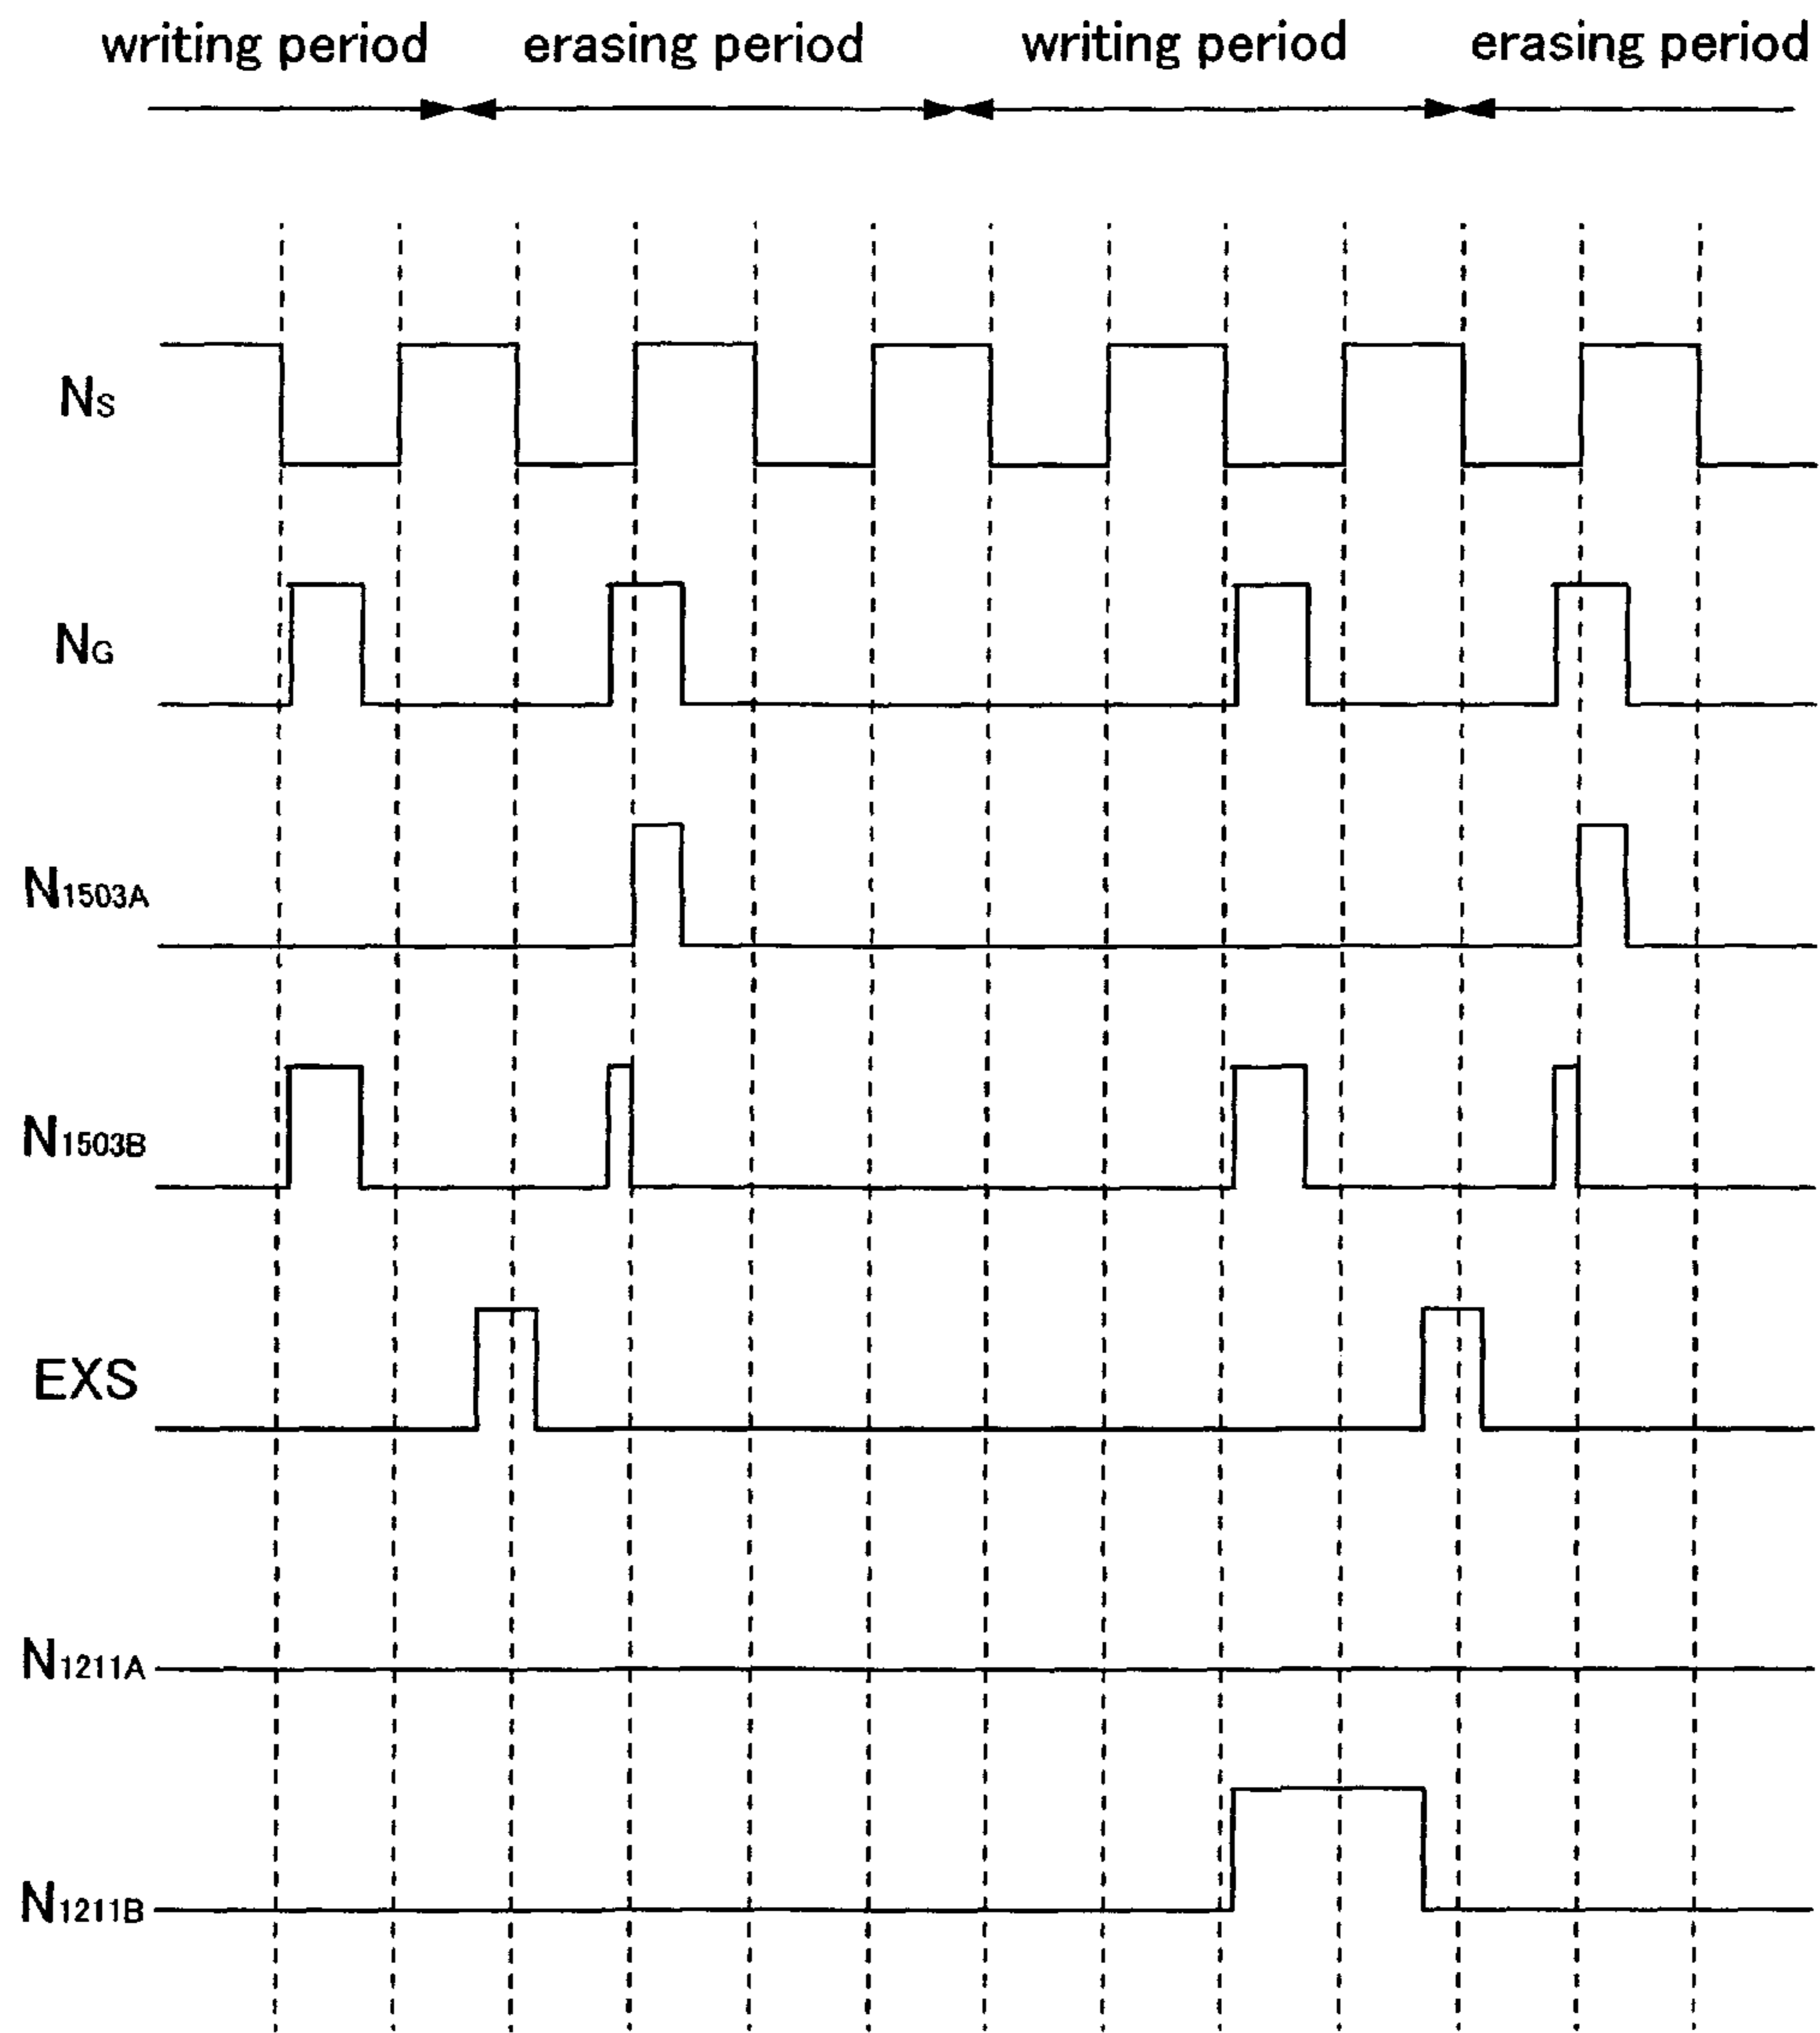 writing period erasing period writing period erasing period
NS
NG
N1503A
N1503B
EXS
N1211A
N1211B